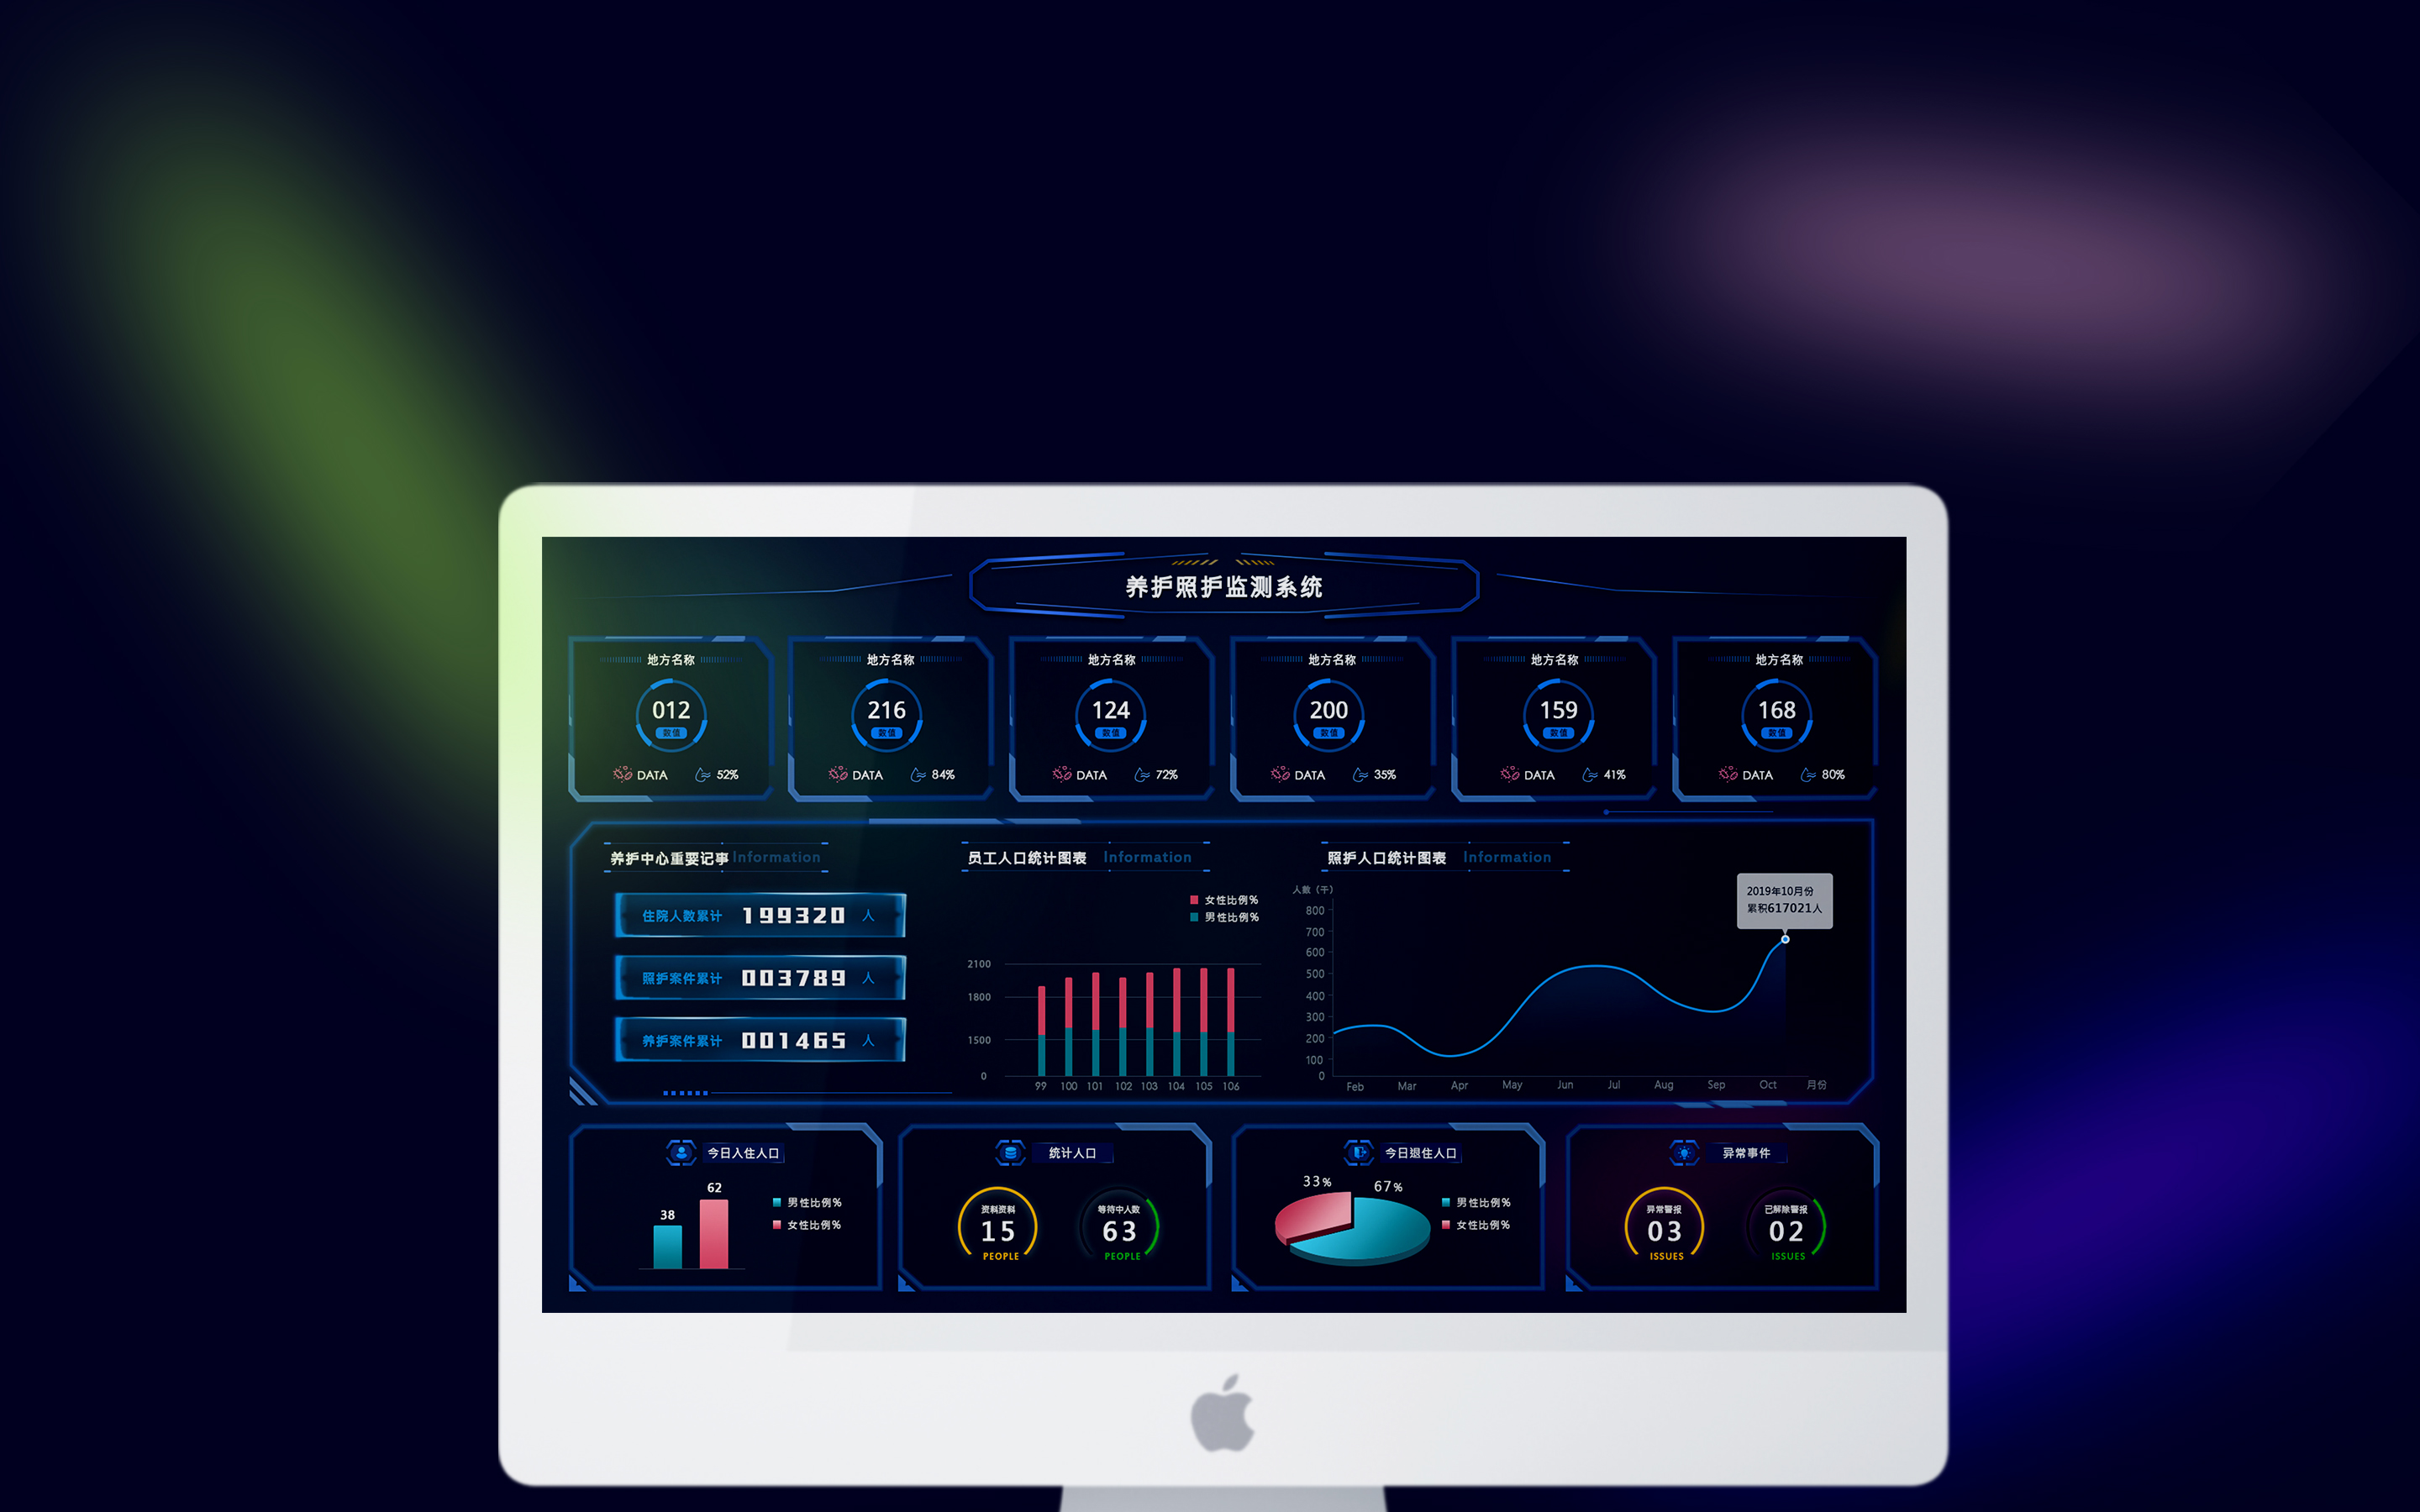 养护照护监测系统
地方名称
012
数值
DATA 52%
地方名称
216
数值
DATA 84%
地方名称
124
数值
DATA 72%
地方名称
200
数值
DATA 35%
地方名称
159
数值
DATA 41%
地方名称
168
数值
DATA 80%
养护中心重要记事 Information
住院人数累计 199320 人
照护案件累计 003789 人
养护案件累计 001465 人
员工人口统计图表 Information
女性比例%
男性比例%
2100
1800
1500
0
99 100 101 102 103 104 105 106
照护人口统计图表 Information
人数（千）
2019年10月份
累积617021人
800
700
600
500
400
300
200
100
0
Feb Mar Apr May Jun Jul Aug Sep Oct 月份
今日入住人口
38
62
男性比例%
女性比例%
统计人口
资料资料
15
PEOPLE
等待中人数
63
PEOPLE
今日退住人口
33%
67%
男性比例%
女性比例%
异常事件
异常警报
03
ISSUES
已解除警报
02
ISSUES